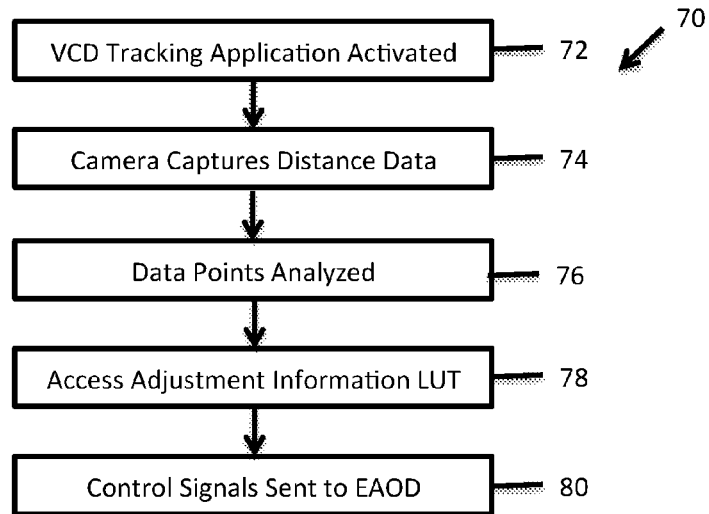 70
VCD Tracking Application Activated 72
Camera Captures Distance Data 74
Data Points Analyzed 76
Access Adjustment Information LUT 78
Control Signals Sent to EAOD 80